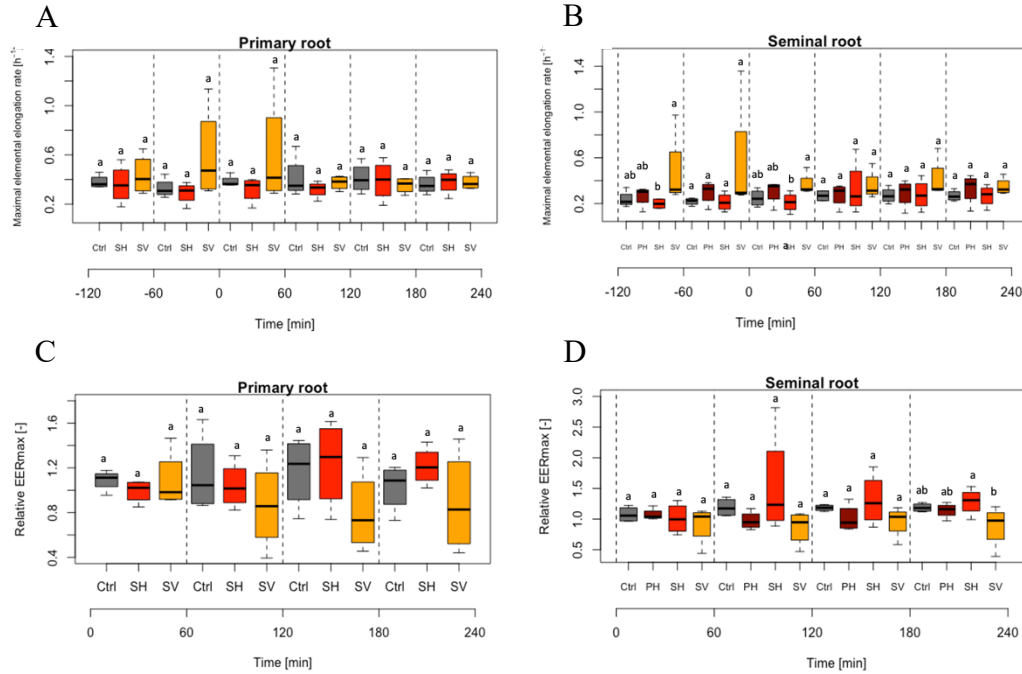 A
B
Primary root
Seminal root
Maximal elemental elongation rate [h⁻¹
1.4
1.0
0.6
0.2
a a a a a a a a a a a a a a a a a a
Ctrl SH SV Ctrl SH SV Ctrl SH SV Ctrl SH SV Ctrl SH SV Ctrl SH SV
-120 -60 0 60 120 180 240
Time [min]
Maximal elemental elongation rate [h⁻¹
1.4
1.0
0.6
0.2
ab ab b a a a a a ab ab b a a a a a a a a a a a a a
Ctrl PH SH SV Ctrl PH SH SV Ctrl PH a SH SV Ctrl PH SH SV Ctrl PH SH SV Ctrl PH SH SV
-120 -60 0 60 120 180 240
Time [min]
C
D
Primary root
Seminal root
Relative EERmax [-]
1.6
1.2
0.8
0.4
a a a a a a a a a a a a
Ctrl SH SV Ctrl SH SV Ctrl SH SV Ctrl SH SV
0 60 120 180 240
Time [min]
Relative EERmax [-]
3.0
2.5
2.0
1.5
1.0
0.5
a a a a a a a a a a a a ab ab a b
Ctrl PH SH SV Ctrl PH SH SV Ctrl PH SH SV Ctrl PH SH SV
0 60 120 180 240
Time [min]